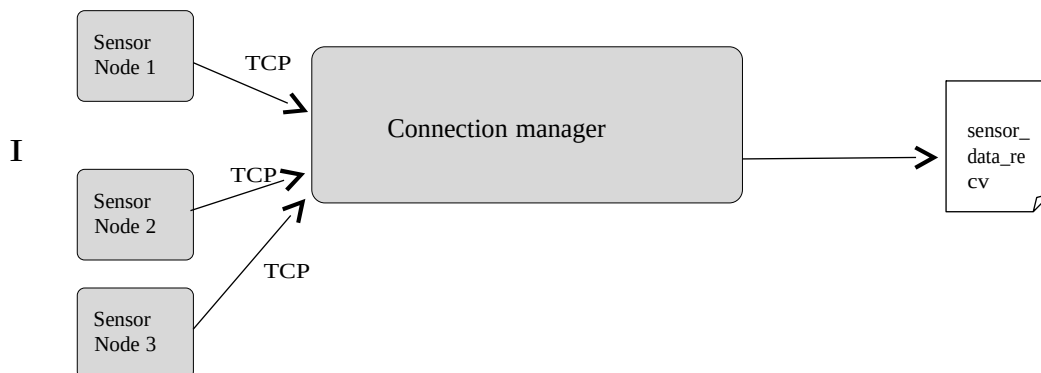 Sensor
Node 1
TCP
Connection manager
sensor_
data_re
cv
I
TCP
Sensor
Node 2
TCP
Sensor
Node 3